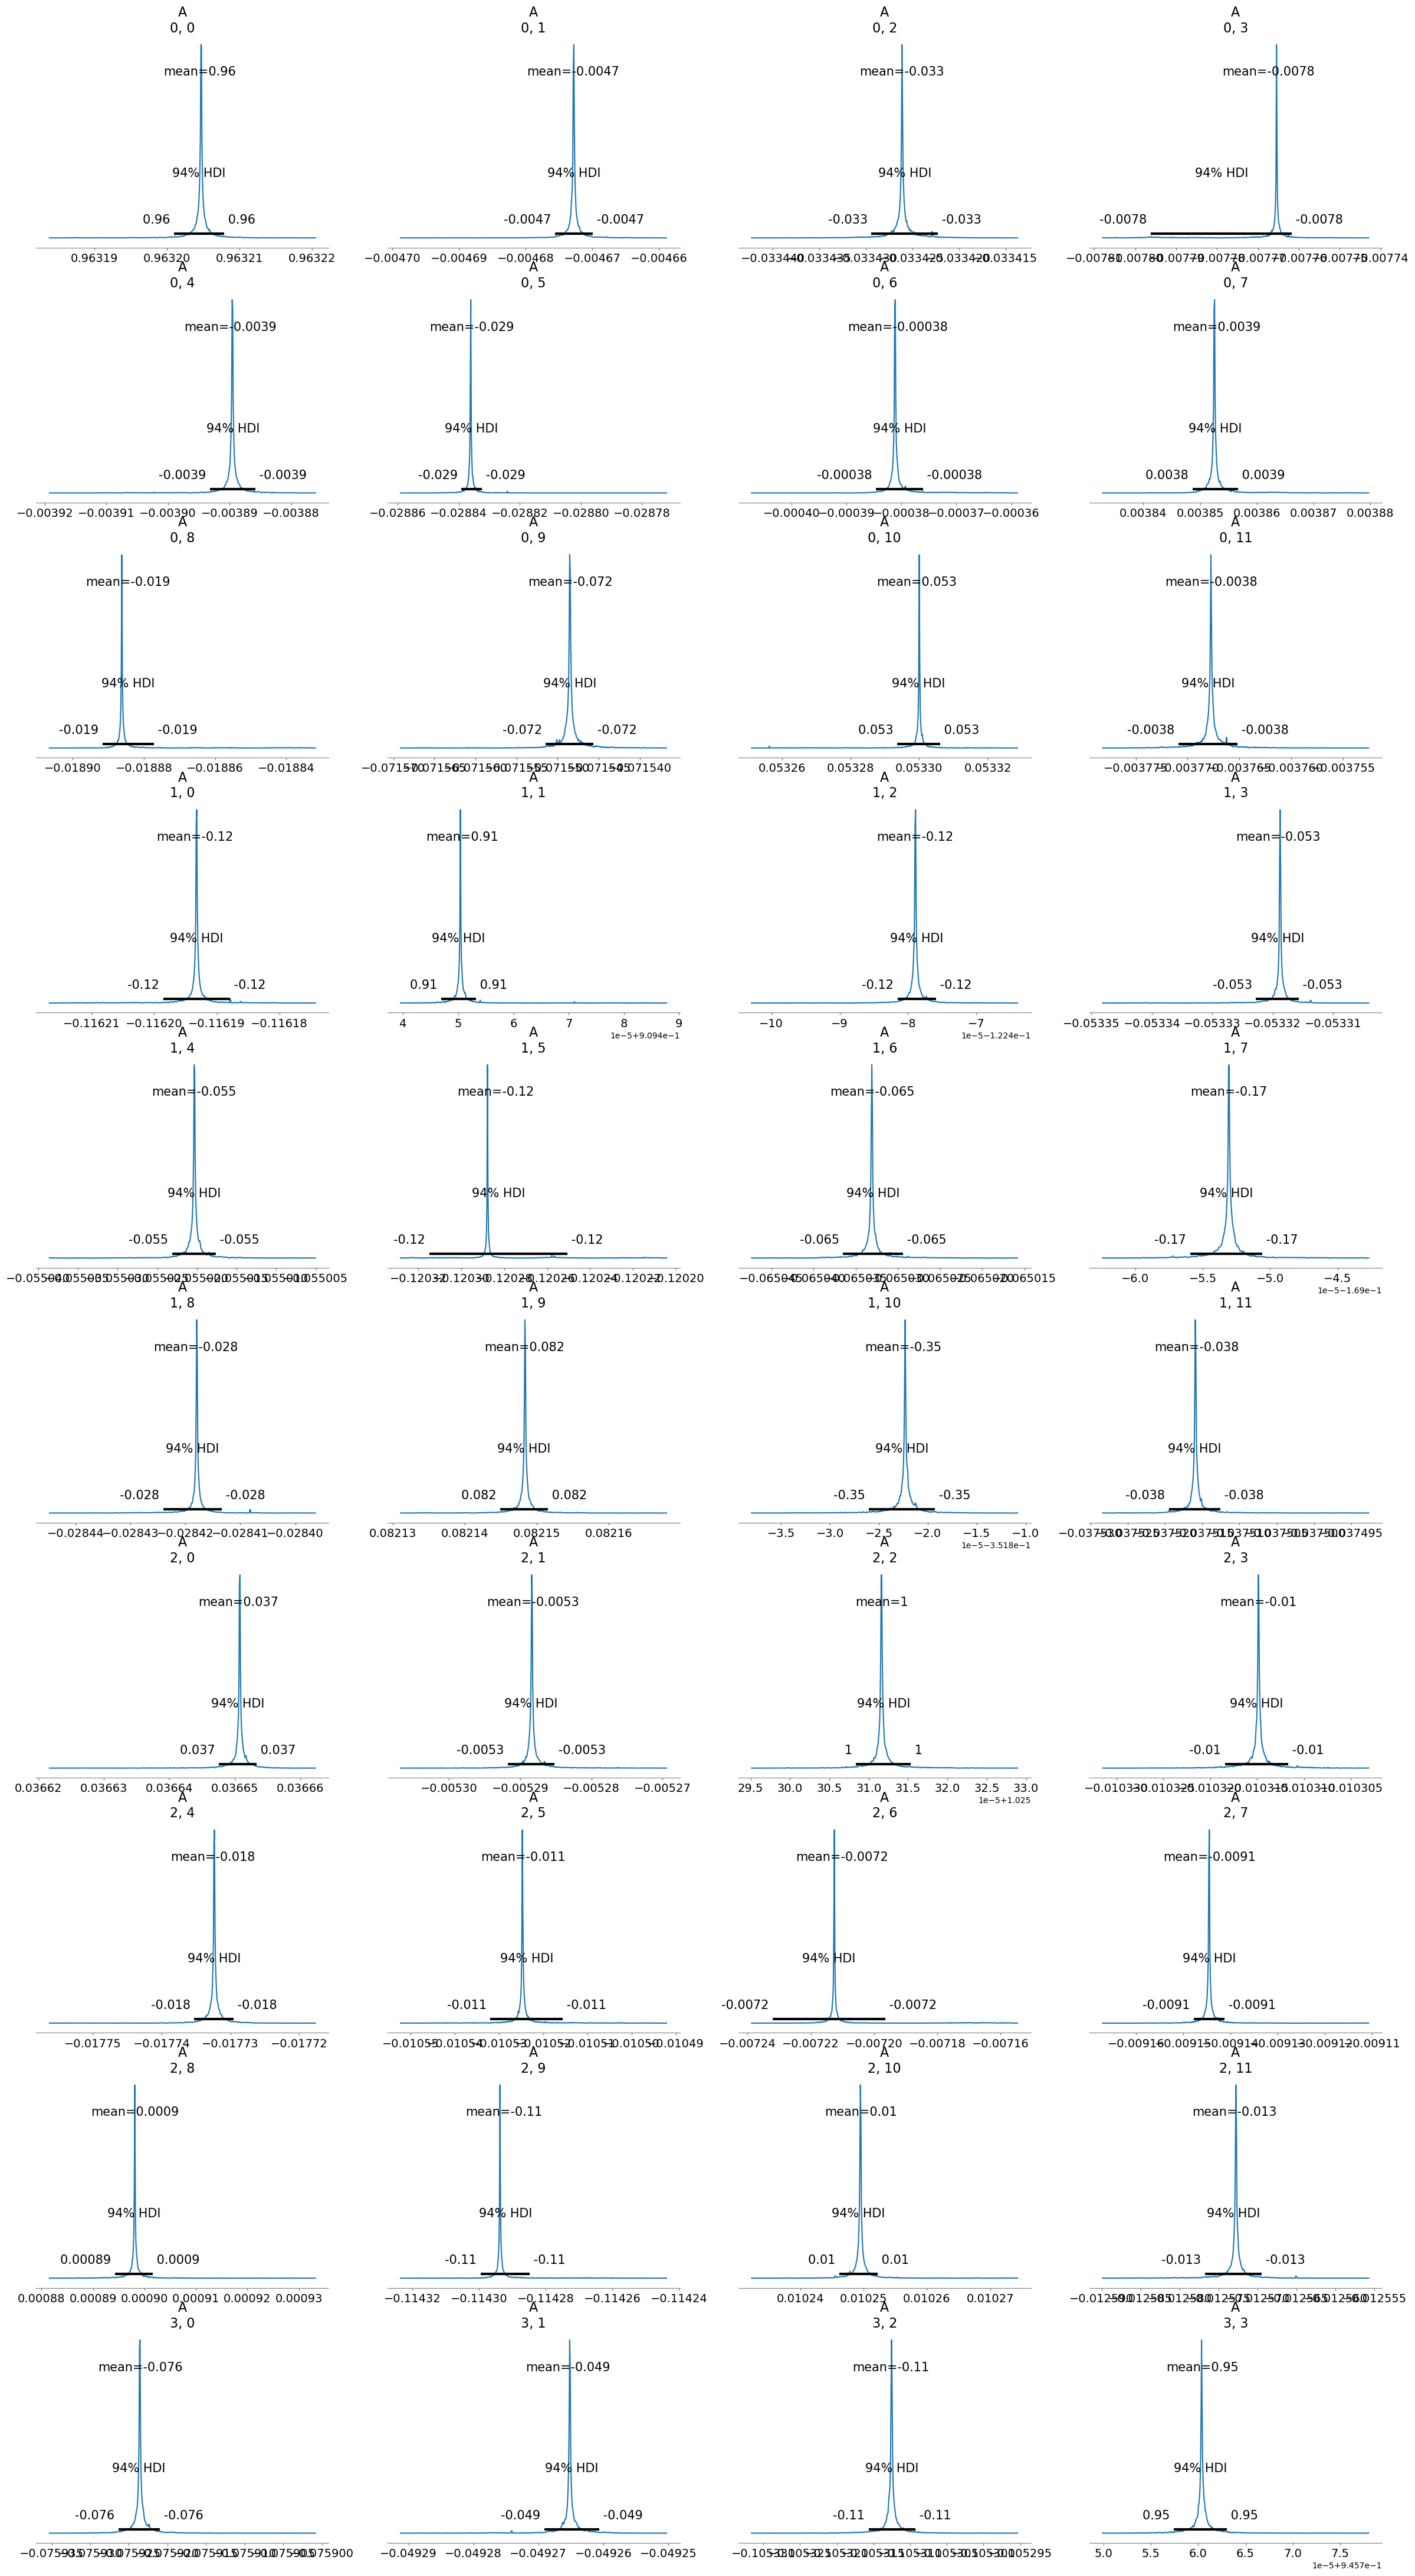 A A A A
0, 0 0, 1 0, 2 0, 3
mean=0.96 mean=-0.0047 mean=-0.033 mean=-0.0078
94% HDI 94% HDI 94% HDI 94% HDI
0.96 0.96 -0.0047 -0.0047 -0.033 -0.033 -0.0078 -0.0078
0.96319 0.96320 0.96321 0.96322 −0.00470 −0.00469 −0.00468 −0.00467 −0.00466
A A A A
0, 4 0, 5 0, 6 0, 7
mean=-0.0039 mean=-0.029 mean=-0.00038 mean=0.0039
94% HDI 94% HDI 94% HDI 94% HDI
-0.0039 -0.0039 -0.029 -0.029 -0.00038 -0.00038 0.0038 0.0039
−0.00392 −0.00391 −0.00390 −0.00389 −0.00388 −0.02886 −0.02884 −0.02882 −0.02880 −0.02878 −0.00040 −0.00039 −0.00038 −0.00037 −0.00036 0.00384 0.00385 0.00386 0.00387 0.00388
A A A A
0, 8 0, 9 0, 10 0, 11
mean=-0.019 mean=-0.072 mean=0.053 mean=-0.0038
94% HDI 94% HDI 94% HDI 94% HDI
-0.019 -0.019 -0.072 -0.072 0.053 0.053 -0.0038 -0.0038
−0.01890 −0.01888 −0.01886 −0.01884 0.05326 0.05328 0.05330 0.05332
A A A A
1, 0 1, 1 1, 2 1, 3
mean=-0.12 mean=0.91 mean=-0.12 mean=-0.053
94% HDI 94% HDI 94% HDI 94% HDI
-0.12 -0.12 0.91 0.91 -0.12 -0.12 -0.053 -0.053
−0.11621 −0.11620 −0.11619 −0.11618 4 5 6 7 8 9 −10 −9 −8 −7 −0.05335 −0.05334 −0.05333 −0.05332 −0.05331
1e−5+9.094e−1 1e−5−1.224e−1
A A A A
1, 4 1, 5 1, 6 1, 7
mean=-0.055 mean=-0.12 mean=-0.065 mean=-0.17
94% HDI 94% HDI 94% HDI 94% HDI
-0.055 -0.055 -0.12 -0.12 -0.065 -0.065 -0.17 -0.17
−0.12032 −0.12030 −0.12028 −0.12026 −0.12024 −0.12022 −0.12020 −6.0 −5.5 −5.0 −4.5
1e−5−1.69e−1
A A A A
1, 8 1, 9 1, 10 1, 11
mean=-0.028 mean=0.082 mean=-0.35 mean=-0.038
94% HDI 94% HDI 94% HDI 94% HDI
-0.028 -0.028 0.082 0.082 -0.35 -0.35 -0.038 -0.038
−0.02844 −0.02843 −0.02842 −0.02841 −0.02840 0.08213 0.08214 0.08215 0.08216 −3.5 −3.0 −2.5 −2.0 −1.5 −1.0
1e−5−3.518e−1
A A A A
2, 0 2, 1 2, 2 2, 3
mean=0.037 mean=-0.0053 mean=1 mean=-0.01
94% HDI 94% HDI 94% HDI 94% HDI
0.037 0.037 -0.0053 -0.0053 1 1 -0.01 -0.01
0.03662 0.03663 0.03664 0.03665 0.03666 −0.00530 −0.00529 −0.00528 −0.00527 29.5 30.0 30.5 31.0 31.5 32.0 32.5 33.0
1e−5+1.025
A A A A
2, 4 2, 5 2, 6 2, 7
mean=-0.018 mean=-0.011 mean=-0.0072 mean=-0.0091
94% HDI 94% HDI 94% HDI 94% HDI
-0.018 -0.018 -0.011 -0.011 -0.0072 -0.0072 -0.0091 -0.0091
−0.01775 −0.01774 −0.01773 −0.01772 −0.00724 −0.00722 −0.00720 −0.00718 −0.00716
A A A A
2, 8 2, 9 2, 10 2, 11
mean=0.0009 mean=-0.11 mean=0.01 mean=-0.013
94% HDI 94% HDI 94% HDI 94% HDI
0.00089 0.0009 -0.11 -0.11 0.01 0.01 -0.013 -0.013
0.00088 0.00089 0.00090 0.00091 0.00092 0.00093 −0.11432 −0.11430 −0.11428 −0.11426 −0.11424 0.01024 0.01025 0.01026 0.01027
A A A A
3, 0 3, 1 3, 2 3, 3
mean=-0.076 mean=-0.049 mean=-0.11 mean=0.95
94% HDI 94% HDI 94% HDI 94% HDI
-0.076 -0.076 -0.049 -0.049 -0.11 -0.11 0.95 0.95
−0.04929 −0.04928 −0.04927 −0.04926 −0.04925 5.0 5.5 6.0 6.5 7.0 7.5
1e−5+9.457e−1